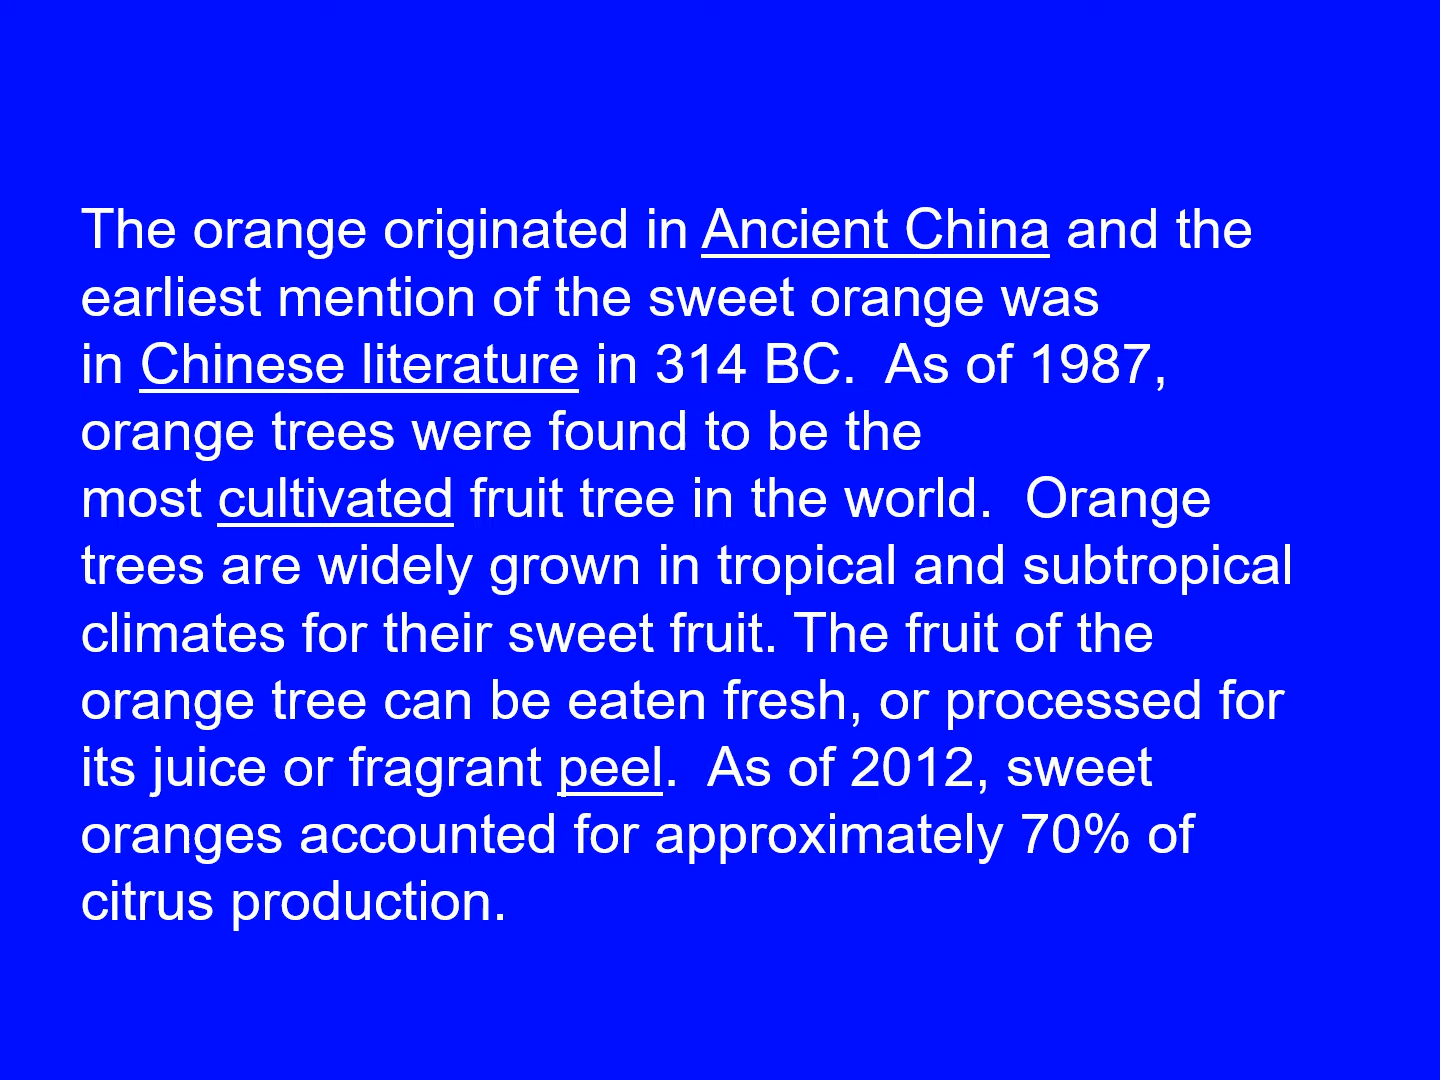 The orange originated in Ancient China and the
earliest mention of the sweet orange was
in Chinese literature in 314 BC.  As of 1987,
orange trees were found to be the
most cultivated fruit tree in the world.  Orange
trees are widely grown in tropical and subtropical
climates for their sweet fruit. The fruit of the
orange tree can be eaten fresh, or processed for
its juice or fragrant peel.  As of 2012, sweet
oranges accounted for approximately 70% of
citrus production.